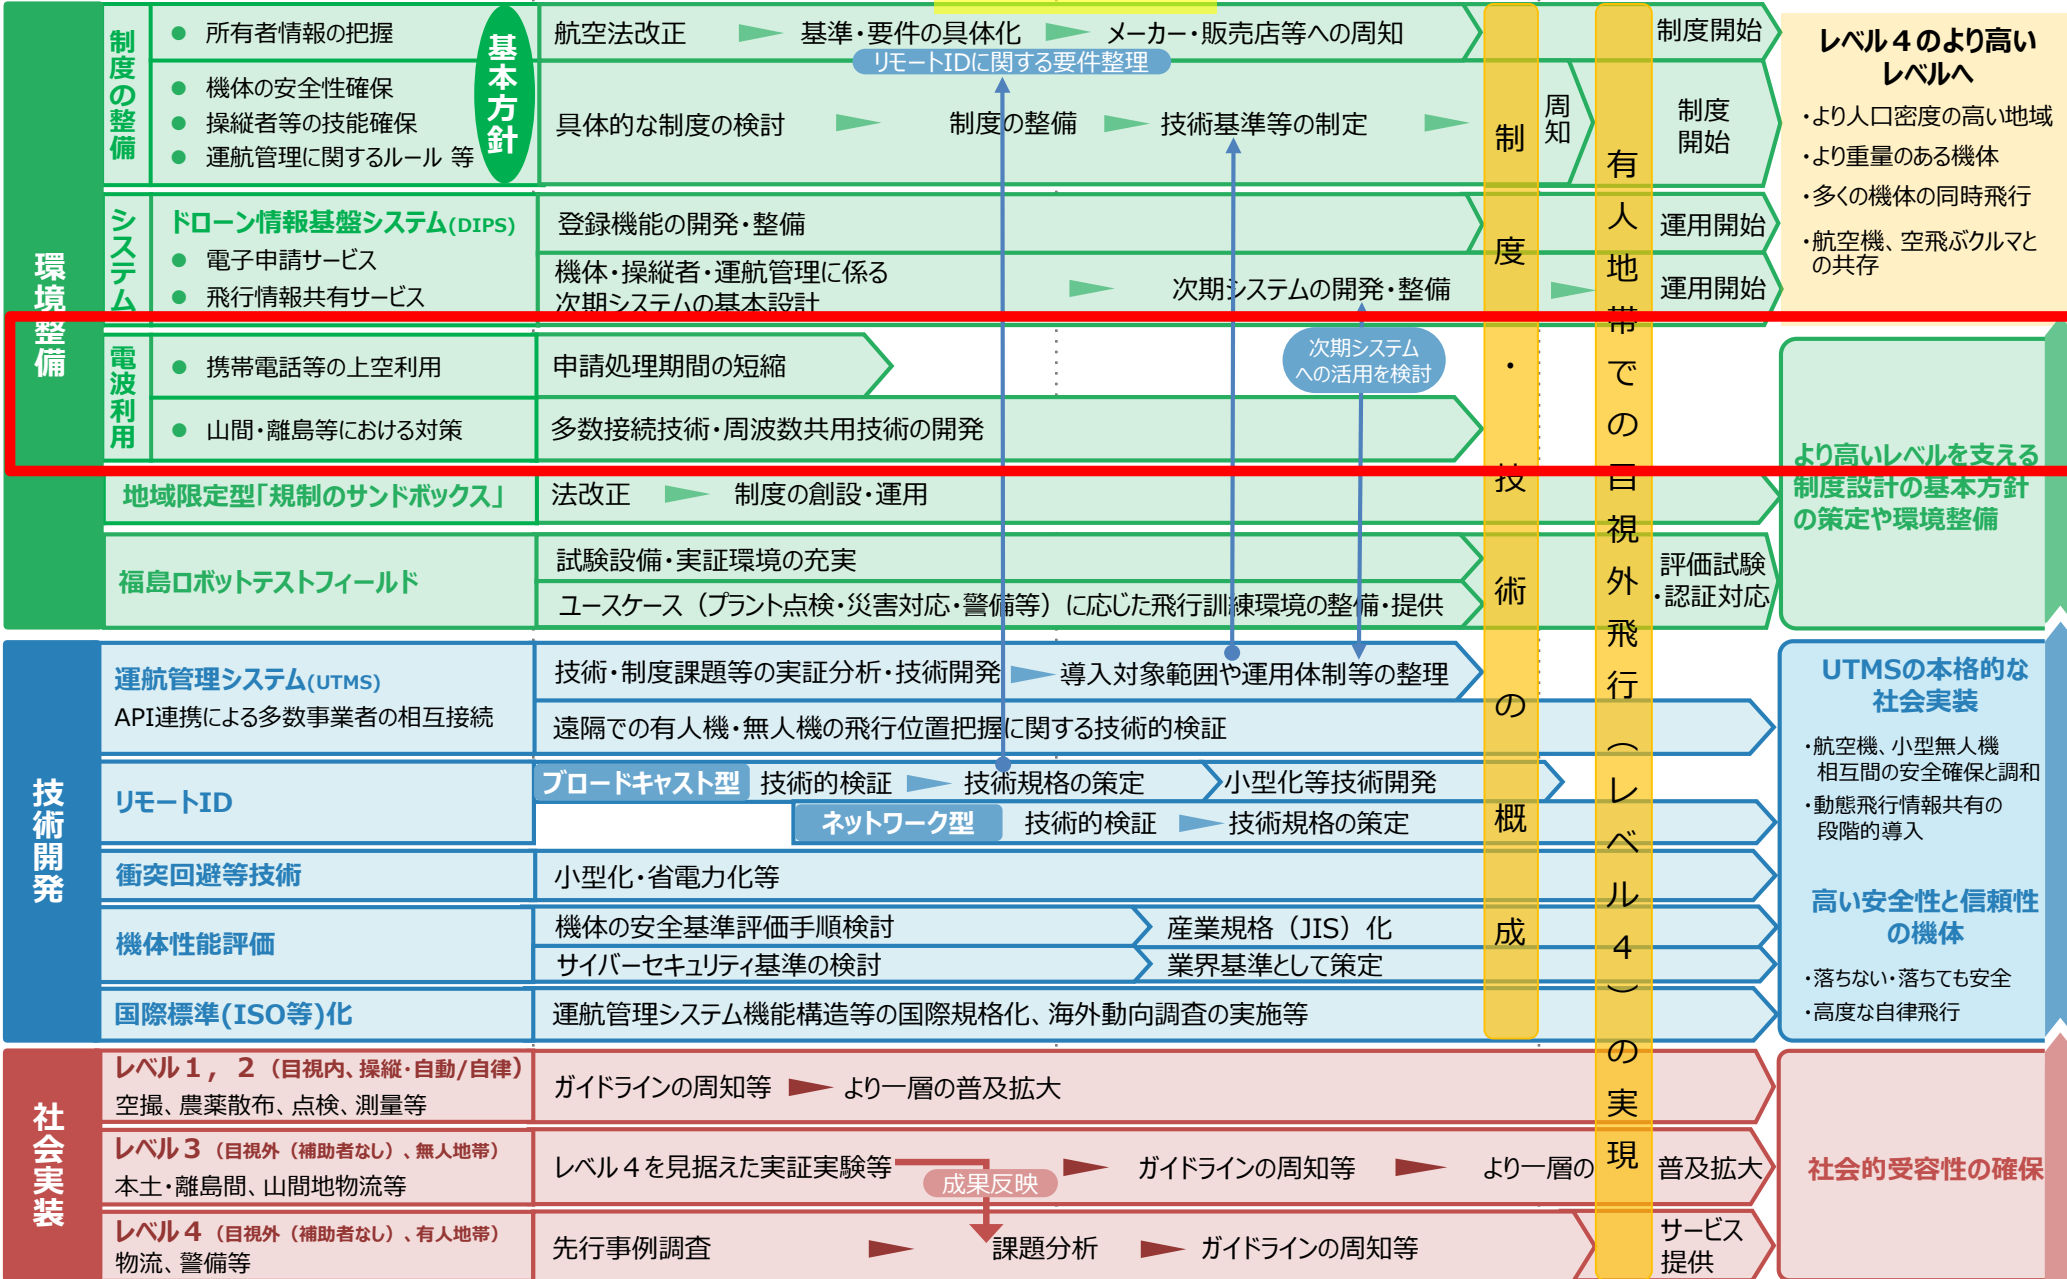 環境整備
制度の整備
● 所有者情報の把握
● 機体の安全性確保
● 操縦者等の技能確保
● 運航管理に関するルール 等
基本方針
航空法改正
基準・要件の具体化
メーカー・販売店等への周知
制度開始
リモートIDに関する要件整理
具体的な制度の検討
制度の整備
技術基準等の制定
周知
制度
開始
システム
ドローン情報基盤システム(DIPS)
● 電子申請サービス
● 飛行情報共有サービス
登録機能の開発・整備
運用開始
機体・操縦者・運航管理に係る
次期システムの基本設計
次期システムの開発・整備
運用開始
電波利用
● 携帯電話等の上空利用
申請処理期間の短縮
次期システム
への活用を検討
● 山間・離島等における対策
多数接続技術・周波数共用技術の開発
地域限定型「規制のサンドボックス」
法改正
制度の創設・運用
福島ロボットテストフィールド
試験設備・実証環境の充実
ユースケース（プラント点検・災害対応・警備等）に応じた飛行訓練環境の整備・提供
評価試験
・認証対応
制度・技術の概成
有人地帯での目視外飛行（レベル４）の実現
レベル４のより高い
レベルへ
・より人口密度の高い地域
・より重量のある機体
・多くの機体の同時飛行
・航空機、空飛ぶクルマと
の共存
より高いレベルを支える
制度設計の基本方針
の策定や環境整備
技術開発
運航管理システム(UTMS)
API連携による多数事業者の相互接続
技術・制度課題等の実証分析・技術開発
導入対象範囲や運用体制等の整理
遠隔での有人機・無人機の飛行位置把握に関する技術的検証
リモートID
ブロードキャスト型
技術的検証
技術規格の策定
小型化等技術開発
ネットワーク型
技術的検証
技術規格の策定
衝突回避等技術
小型化・省電力化等
機体性能評価
機体の安全基準評価手順検討
産業規格（JIS）化
サイバーセキュリティ基準の検討
業界基準として策定
国際標準(ISO等)化
運航管理システム機能構造等の国際規格化、海外動向調査の実施等
UTMSの本格的な
社会実装
・航空機、小型無人機
相互間の安全確保と調和
・動態飛行情報共有の
段階的導入
高い安全性と信頼性
の機体
・落ちない・落ちても安全
・高度な自律飛行
社会実装
レベル１，２（目視内、操縦・自動/自律）
空撮、農薬散布、点検、測量等
ガイドラインの周知等
より一層の普及拡大
レベル３（目視外（補助者なし）、無人地帯）
本土・離島間、山間地物流等
レベル４を見据えた実証実験等
成果反映
ガイドラインの周知等
より一層の 普及拡大
レベル４（目視外（補助者なし）、有人地帯）
物流、警備等
先行事例調査
課題分析
ガイドラインの周知等
サービス
提供
社会的受容性の確保